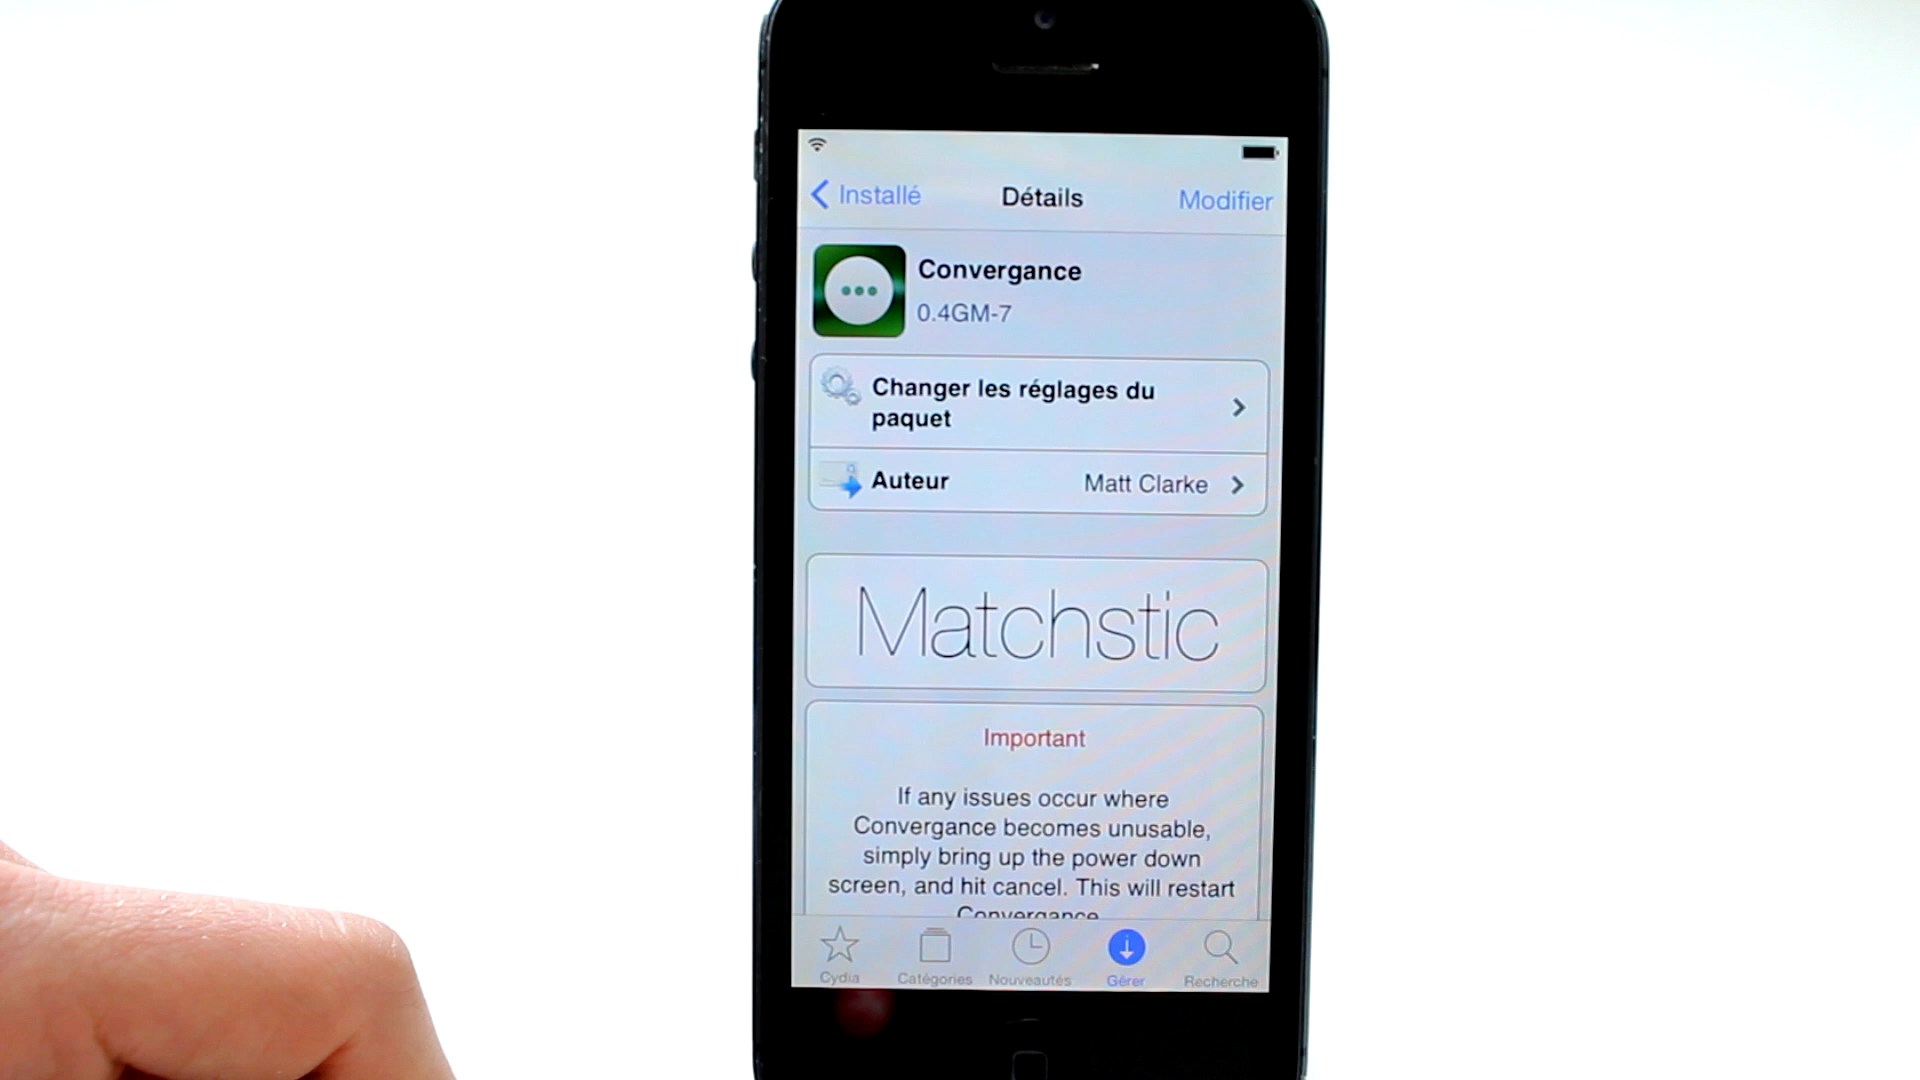 Installé Détails Modifier
Convergance
0.4GM-7
Changer les réglages du
paquet
Auteur Matt Clarke
Matchstic
Important
If any issues occur where
Convergance becomes unusable,
simply bring up the power down
screen, and hit cancel. This will restart
Convergance
Cydia Catégories Nouveautés Gérer Recherche